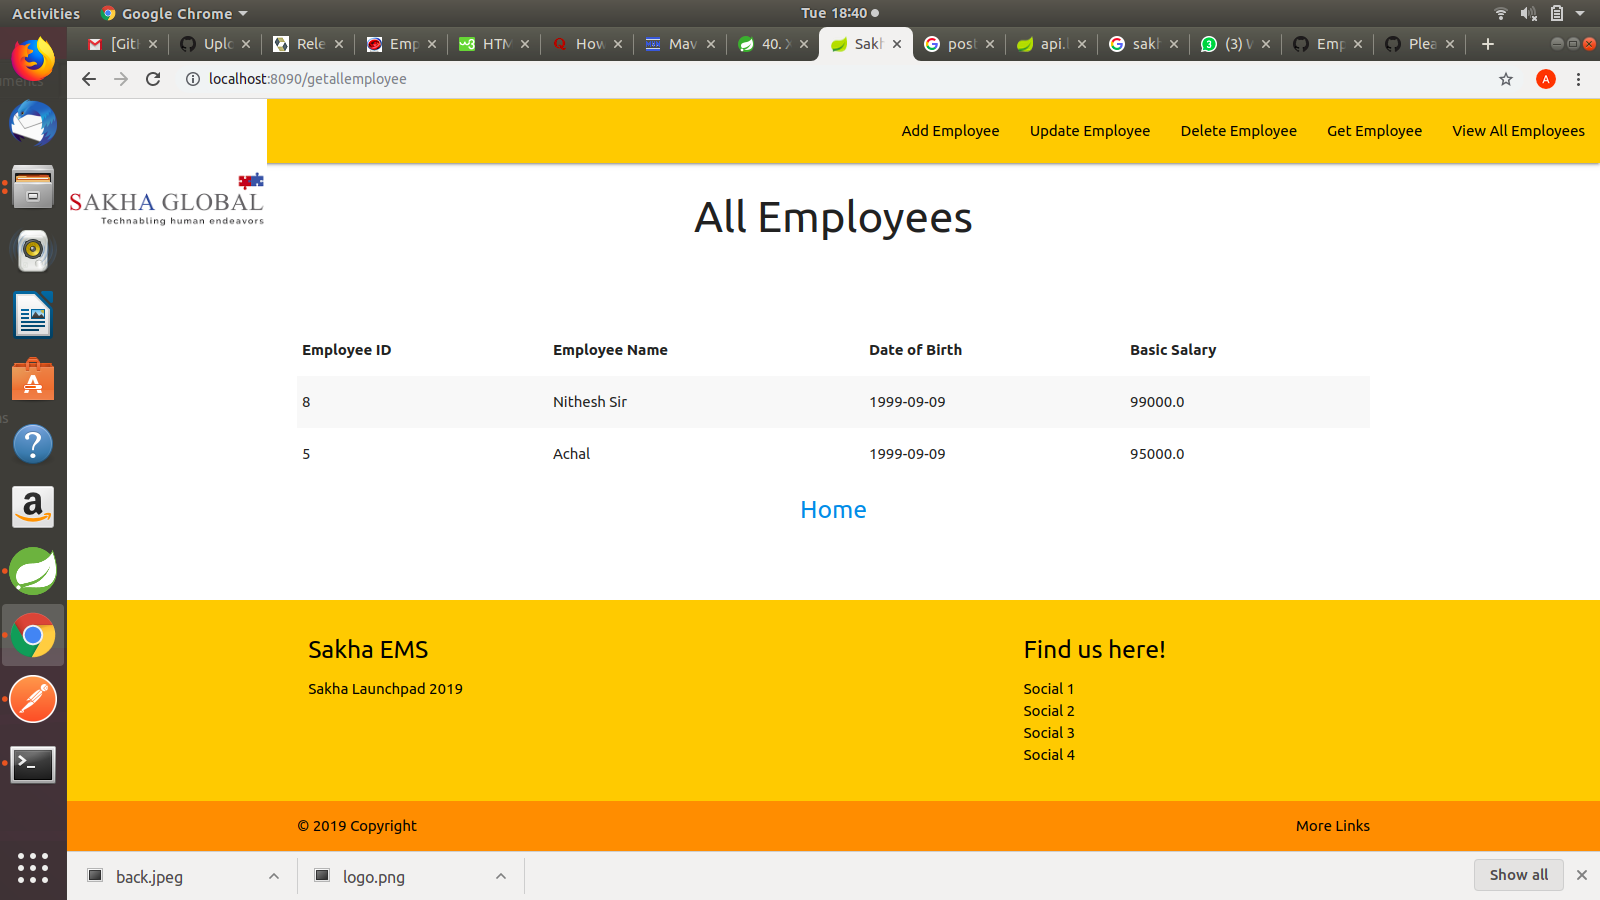 Activities
Google Chrome
Tue 18:40
[Gitl
Uplo
Rele
Emp
HTM
How
Mav
40. X
Sakh
post
api.l
sakh
(3) W
Emp
Plea
localhost:8090/getallemployee
A
Add Employee
Update Employee
Delete Employee
Get Employee
View All Employees
SAKHA GLOBAL
Technabling human endeavors
All Employees
Employee ID Employee Name Date of Birth Basic Salary
8 Nithesh Sir 1999-09-09 99000.0
5 Achal 1999-09-09 95000.0
Home
Sakha EMS
Sakha Launchpad 2019
Find us here!
Social 1
Social 2
Social 3
Social 4
© 2019 Copyright
More Links
back.jpeg
logo.png
Show all